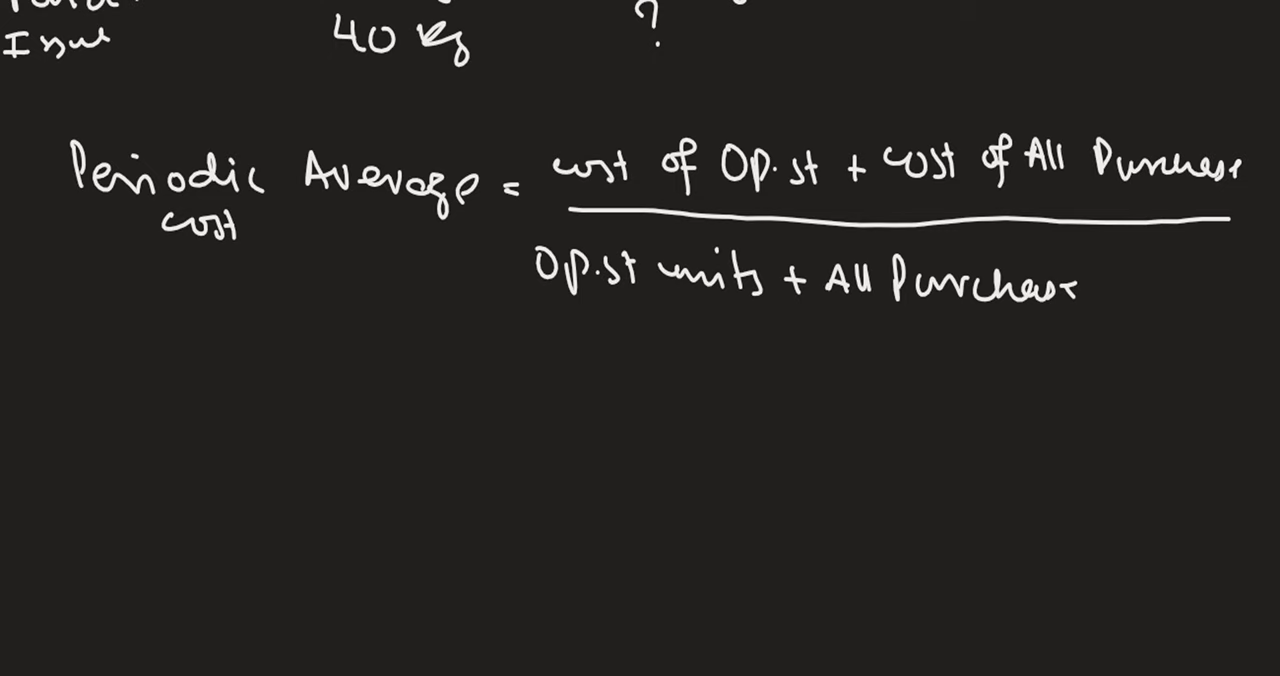 Issue 40 kg ?
Periodic Average = cost of Op.st + cost of All Purchase
cost
Op.st units + All Purchase